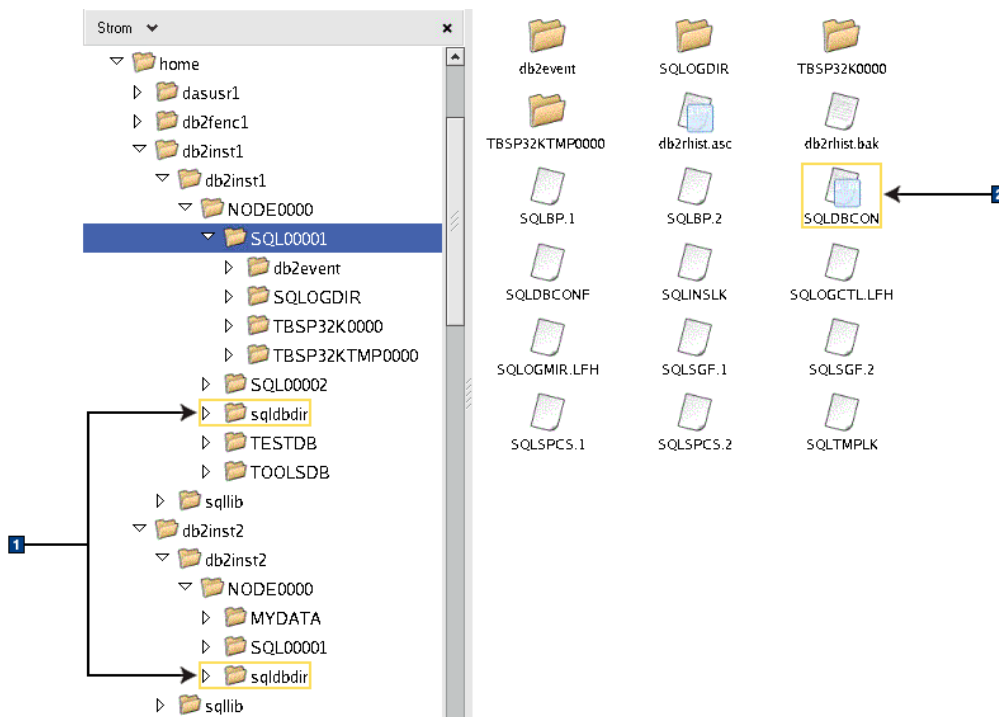 Strom
home
dasusr1
db2fenc1
db2inst1
db2inst1
NODE0000
SQL00001
db2event
SQLOGDIR
TBSP32K0000
TBSP32KTMP0000
SQL00002
sqldbdir
TESTDB
TOOLSDB
sqllib
db2inst2
db2inst2
NODE0000
MYDATA
SQL00001
sqldbdir
sqllib
1
db2event SQLOGDIR TBSP32K0000
TBSP32KTMP0000 db2rhist.asc db2rhist.bak
SQLBP.1 SQLBP.2 SQLDBCON
SQLDBCONF SQLINSLK SQLOGCTL.LFH
SQLOGMIR.LFH SQLSGF.1 SQLSGF.2
SQLSPCS.1 SQLSPCS.2 SQLTMPLK
2